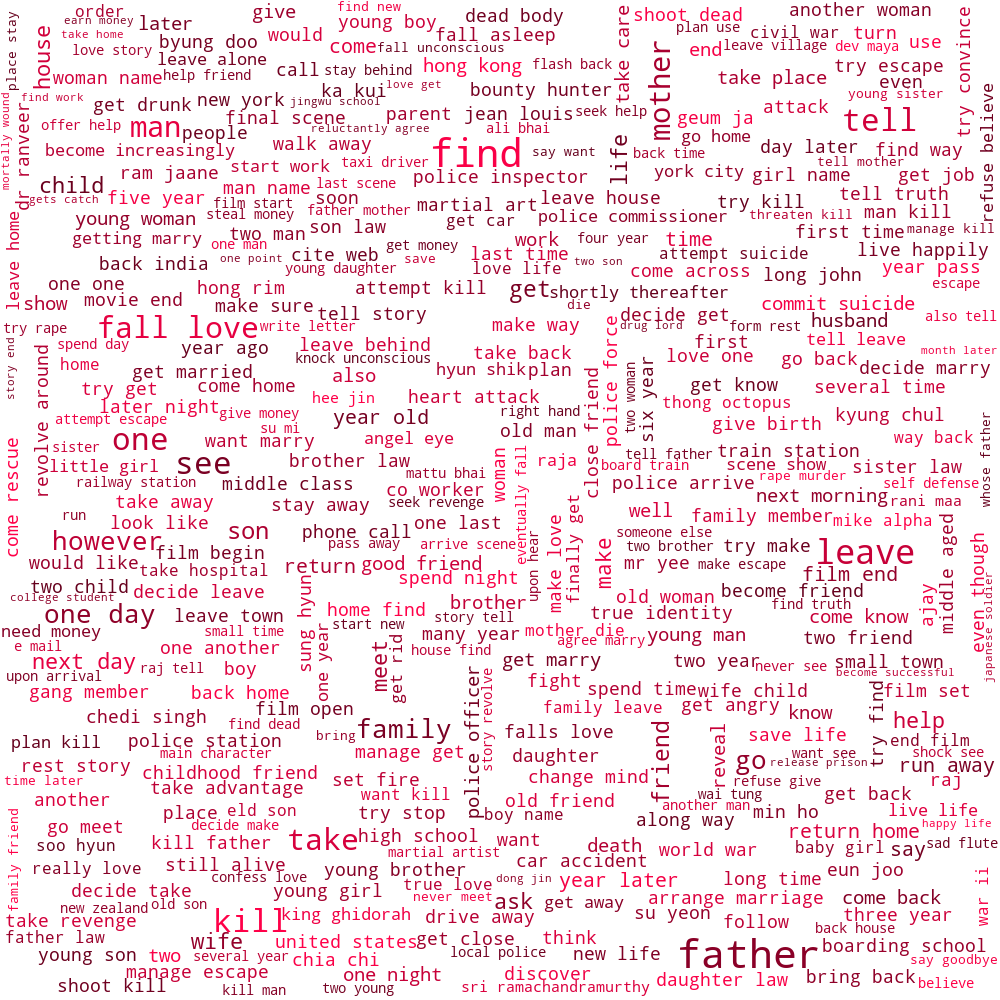 order
earn money
take home
later
give
find new
young boy
would
dead body
shoot dead
plan use
civil war
another woman
turn
place stay
house
love story
byung doo
leave alone
come
fall unconscious
fall asleep
take care
end
leave village
dev maya
use
woman name
help friend
call
stay behind
hong kong
flash back
mother
take place
try escape
even
try convince
find work
get drunk
new york
ka kui
love get
bounty hunter
jingwu school
young sister
mortally wound
dr ranveer
offer help
man
people
final scene
parent jean louis
seek help
geum ja
attack
tell
reluctantly agree
ali bhai
become increasingly
walk away
taxi driver
find
say want
life
back time
go home
day later
find way
refuse believe
ram jaane
start work
police inspector
york city
girl name
tell mother
get job
child
gets catch
five year
man name
last scene
film start
soon
martial art
leave house
try kill
tell truth
young woman
steal money
father mother
get car
police commissioner
threaten kill
man kill
leave home
getting marry
two man
son law
one man
get money
work
four year
time
first time
manage kill
back india
one point
cite web
save
last time
attempt suicide
live happily
young daughter
love life
two son
come across
long john
year pass
one one
hong rim
attempt kill
get
shortly thereafter
escape
show
movie end
make sure
die
commit suicide
try rape
fall love
write letter
tell story
make way
police force
drug lord
decide get
form rest
husband
also tell
story end
spend day
year ago
leave behind
knock unconscious
take back
first
tell leave
month later
home
get married
also
hyun shik
plan
love one
go back
decide marry
revolve around
try get
come home
hee jin
heart attack
close friend
two woman
six year
get know
several time
later night
give money
year old
right hand
thong octopus
attempt escape
su mi
old man
give birth
kyung chul
come rescue
sister
one
want marry
angel eye
woman
way back
whose father
little girl
see
brother law
mattu bhai
eventually fall
raja
tell father
train station
board train
scene show
sister law
railway station
middle class
co worker
police arrive
rape murder
self defense
take away
stay away
seek revenge
finally get
next morning
rani maa
run
look like
son
phone call
one last
make love
well
family member
mike alpha
however
pass away
arrive scene
make
someone else
middle aged
would like
film begin
return
good friend
upon hear
two brother
try make
leave
even though
take hospital
mr yee
make escape
film end
two child
decide leave
spend night
old woman
become friend
college student
sung hyun
home find
brother
find truth
ajay
one day
leave town
story tell
true identity
come know
japanese soldier
need money
small time
one year
start new
many year
mother die
agree marry
young man
two friend
e mail
one another
meet
get rid
house find
next day
raj tell
boy
get marry
two year
never see
small town
upon arrival
become successful
gang member
back home
police officer
story revolve
fight
spend time
wife child
film set
chedi singh
film open
find dead
bring
family
family leave
get angry
know
try find
help
falls love
friend
reveal
save life
plan kill
police station
main character
manage get
daughter
go
want see
end film
shock see
release prison
rest story
childhood friend
set fire
change mind
refuse give
run away
time later
take advantage
want kill
wai tung
raj
another
place
eld son
try stop
boy name
old friend
another man
along way
min ho
get back
live life
family friend
go meet
decide make
take
high school
want
return home
happy life
soo hyun
kill father
martial artist
death
world war
baby girl
say
sad flute
really love
still alive
confess love
young brother
car accident
eun joo
decide take
young girl
true love
dong jin
year later
long time
new zealand
old son
never meet
ask
get away
arrange marriage
come back
war ii
take revenge
kill
king ghidorah
drive away
su yeon
follow
three year
father law
wife
united states
get close
think
back house
young son
two
several year
chia chi
local police
new life
father
boarding school
say goodbye
manage escape
one night
discover
daughter law
bring back
shoot kill
kill man
two young
sri ramachandramurthy
believe